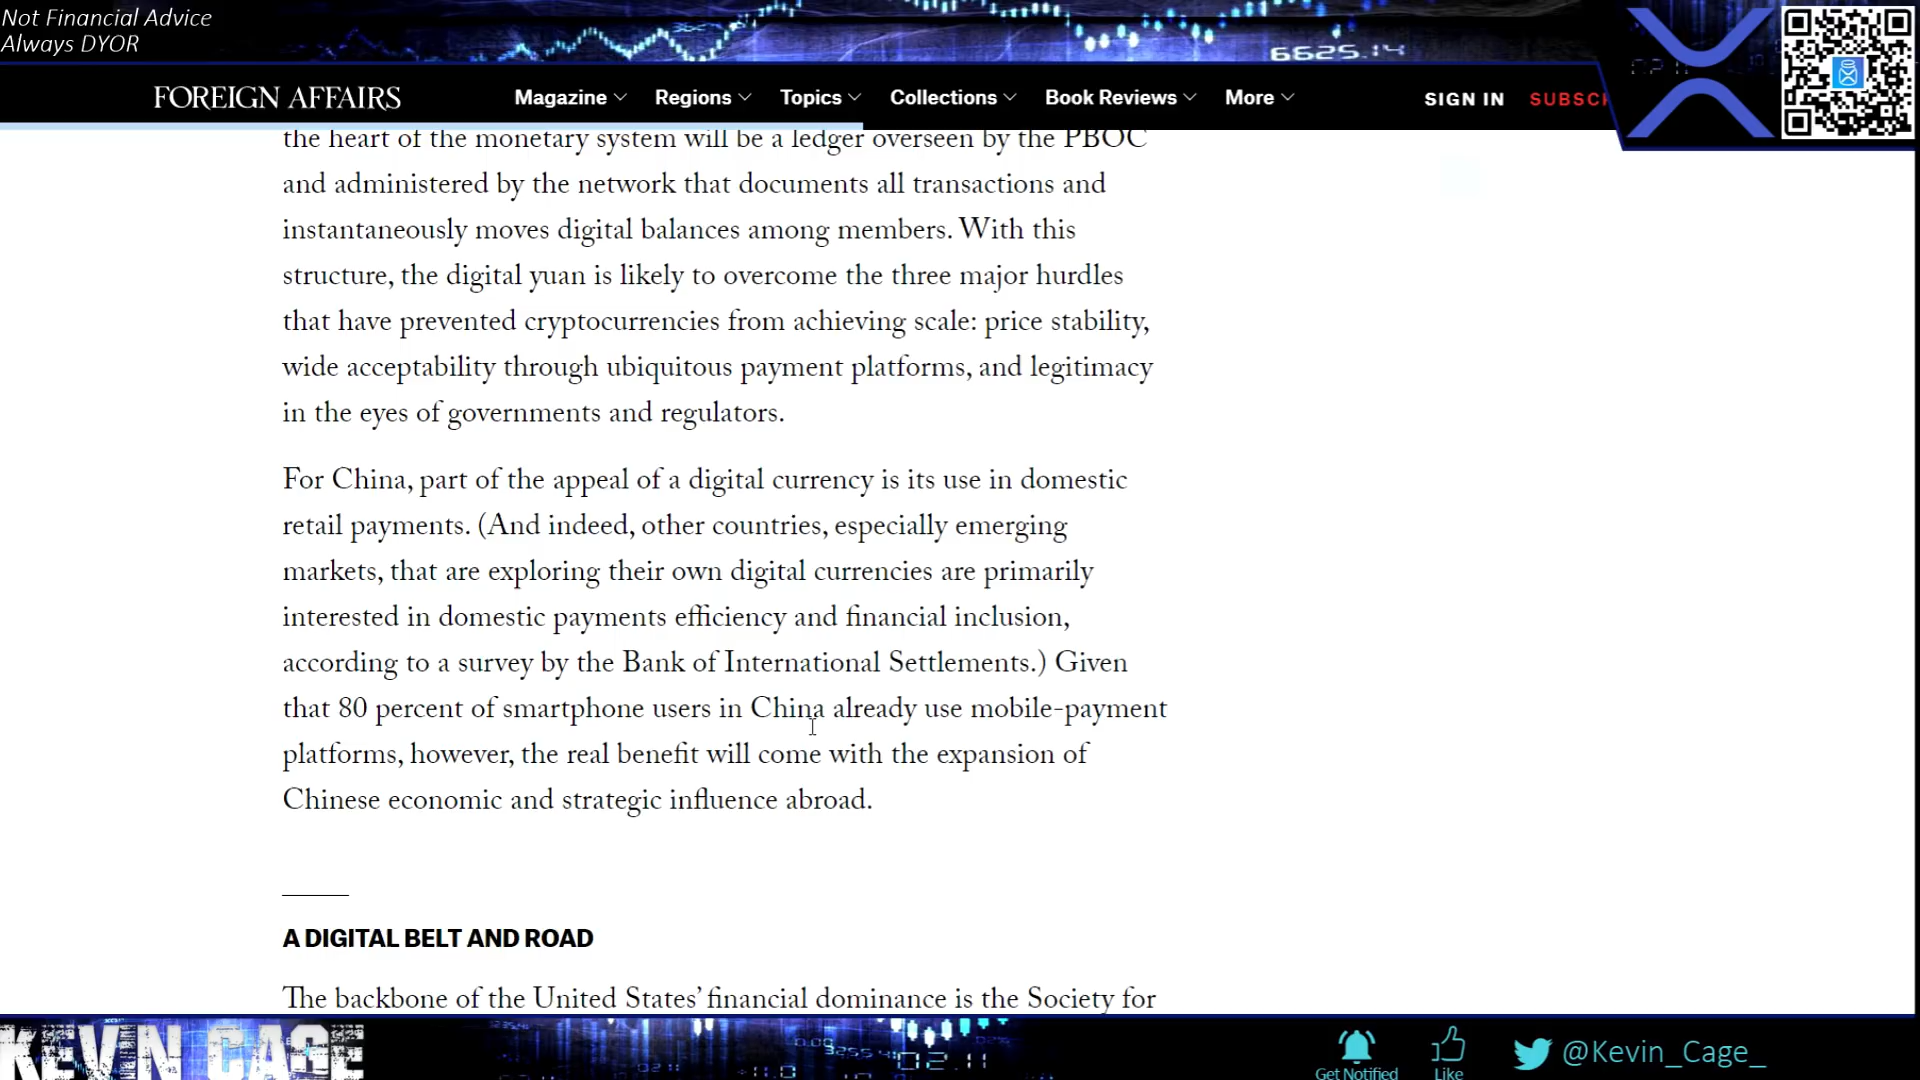 Not Financial Advice
Always DYOR
6625.14
FOREIGN AFFAIRS
Magazine
Regions
Topics
Collections
Book Reviews
More
SIGN IN
SUBSC
the heart of the monetary system will be a ledger overseen by the PBOC
and administered by the network that documents all transactions and
instantaneously moves digital balances among members. With this
structure, the digital yuan is likely to overcome the three major hurdles
that have prevented cryptocurrencies from achieving scale: price stability,
wide acceptability through ubiquitous payment platforms, and legitimacy
in the eyes of governments and regulators.
For China, part of the appeal of a digital currency is its use in domestic
retail payments. (And indeed, other countries, especially emerging
markets, that are exploring their own digital currencies are primarily
interested in domestic payments efficiency and financial inclusion,
according to a survey by the Bank of International Settlements.) Given
that 80 percent of smartphone users in China already use mobile-payment
platforms, however, the real benefit will come with the expansion of
Chinese economic and strategic influence abroad.
A DIGITAL BELT AND ROAD
The backbone of the United States' financial dominance is the Society for
KEVIN CAGE
02.11
Get Notified
Like
@Kevin_Cage_